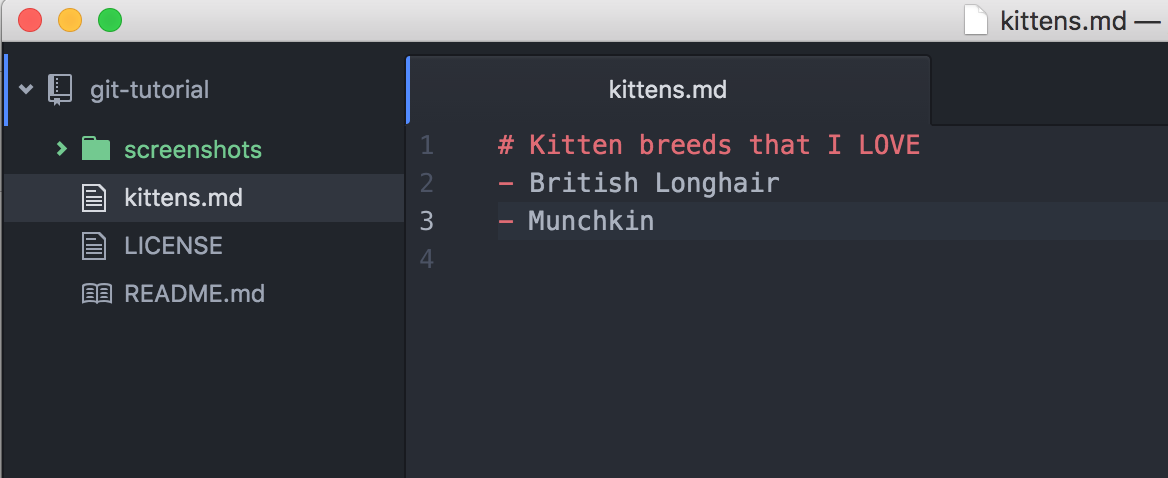 kittens.md —
git-tutorial
screenshots
kittens.md
LICENSE
README.md
kittens.md
1 # Kitten breeds that I LOVE
2 - British Longhair
3 - Munchkin
4